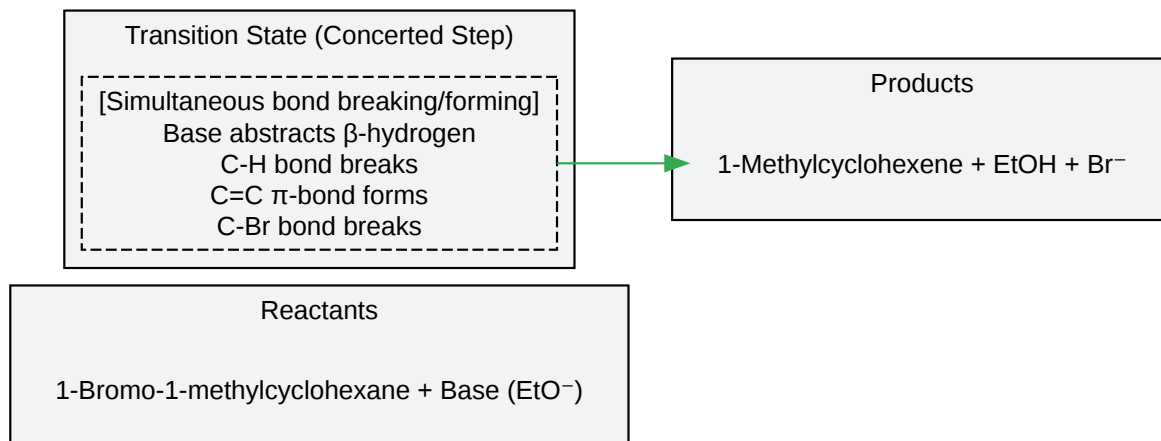 Transition State (Concerted Step)
[Simultaneous bond breaking/forming]
Base abstracts β-hydrogen
C-H bond breaks
C=C π-bond forms
C-Br bond breaks
Products
1-Methylcyclohexene + EtOH + Br⁻
Reactants
1-Bromo-1-methylcyclohexane + Base (EtO⁻)